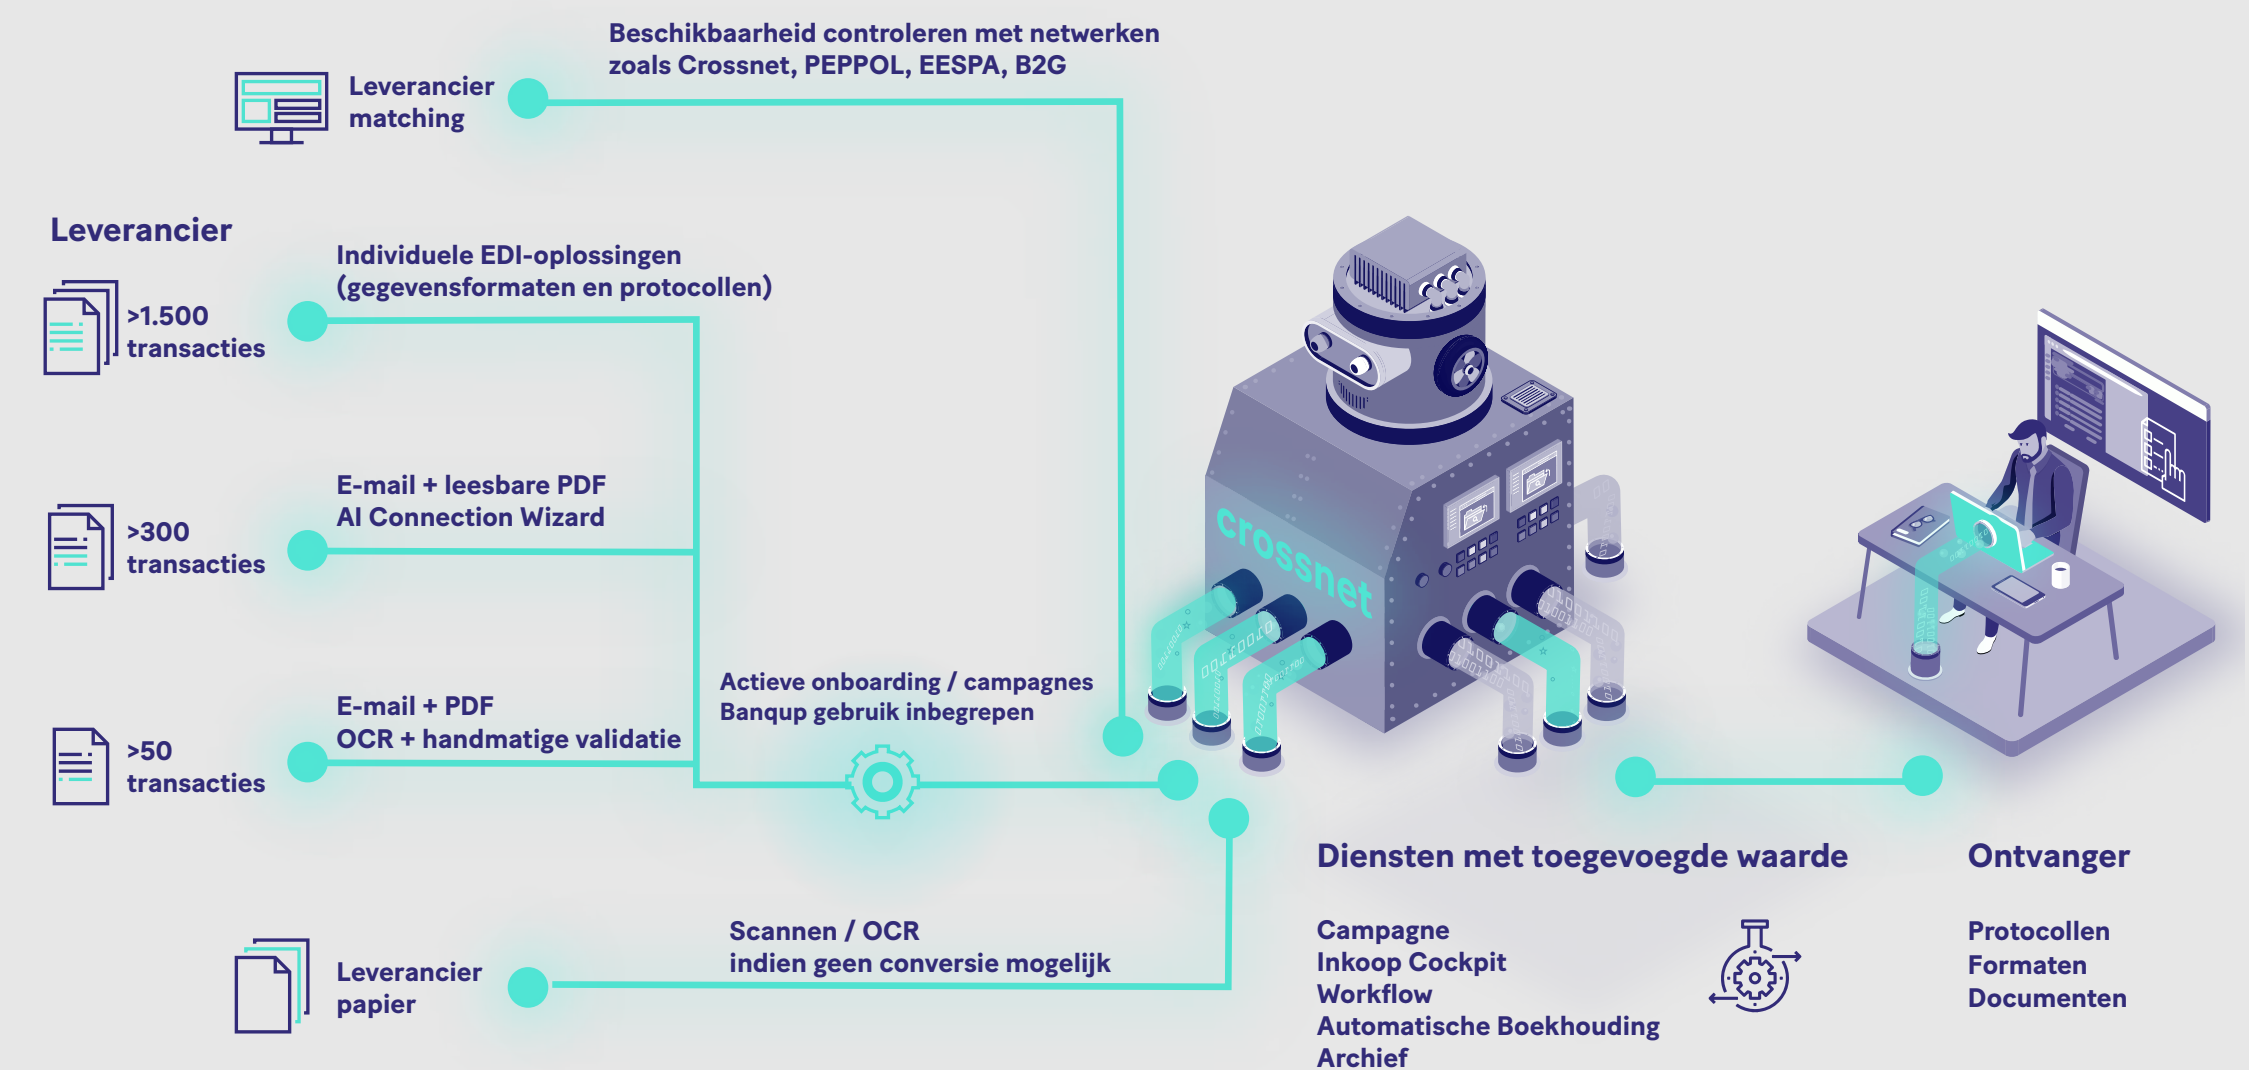 Beschikbaarheid controleren met netwerken
zoals Crossnet, PEPPOL, EESPA, B2G
Leverancier
matching
Leverancier
Individuele EDI-oplossingen
(gegevensformaten en protocollen)
>1.500
transacties
E-mail + leesbare PDF
AI Connection Wizard
>300
transacties
E-mail + PDF
OCR + handmatige validatie
>50
transacties
Actieve onboarding / campagnes
Banqup gebruik inbegrepen
crossnet
Scannen / OCR
indien geen conversie mogelijk
Leverancier
papier
Diensten met toegevoegde waarde
Campagne
Inkoop Cockpit
Workflow
Automatische Boekhouding
Archief
Ontvanger
Protocollen
Formaten
Documenten